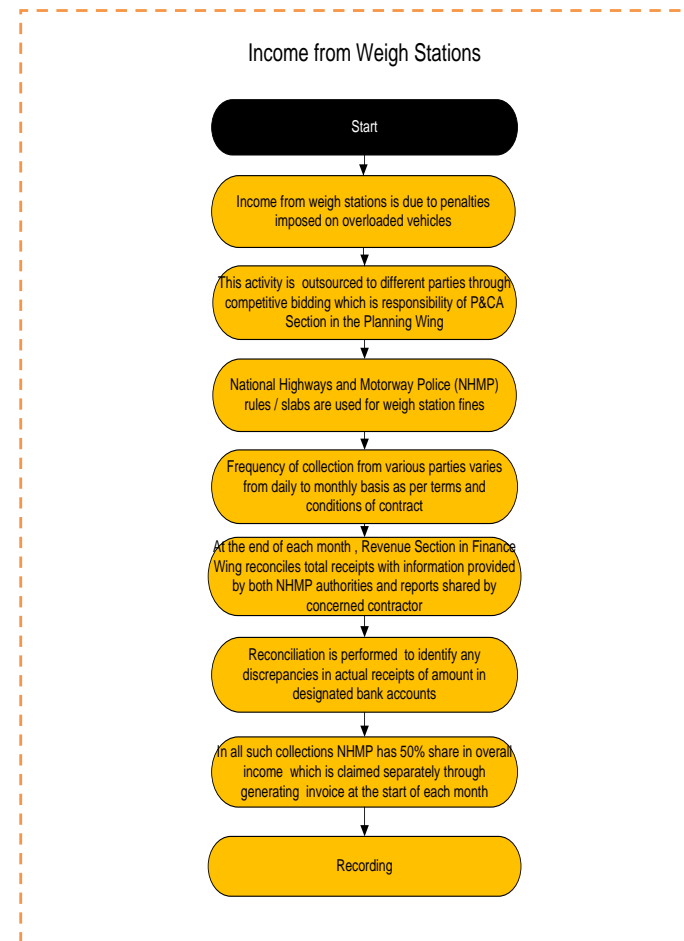 Income from Weigh Stations
Start
Income from weigh stations is due to penalties
imposed on overloaded vehicles
This activity is outsourced to different parties through
competitive bidding which is responsibility of P&CA
Section in the Planning Wing
National Highways and Motorway Police (NHMP)
rules / slabs are used for weigh station fines
Frequency of collection from various parties varies
from daily to monthly basis as per terms and
conditions of contract
At the end of each month , Revenue Section in Finance
Wing reconciles total receipts with information provided
by both NHMP authorities and reports shared by
concerned contractor
Reconciliation is performed to identify any
discrepancies in actual receipts of amount in
designated bank accounts
In all such collections NHMP has 50% share in overall
income which is claimed separately through
generating invoice at the start of each month
Recording